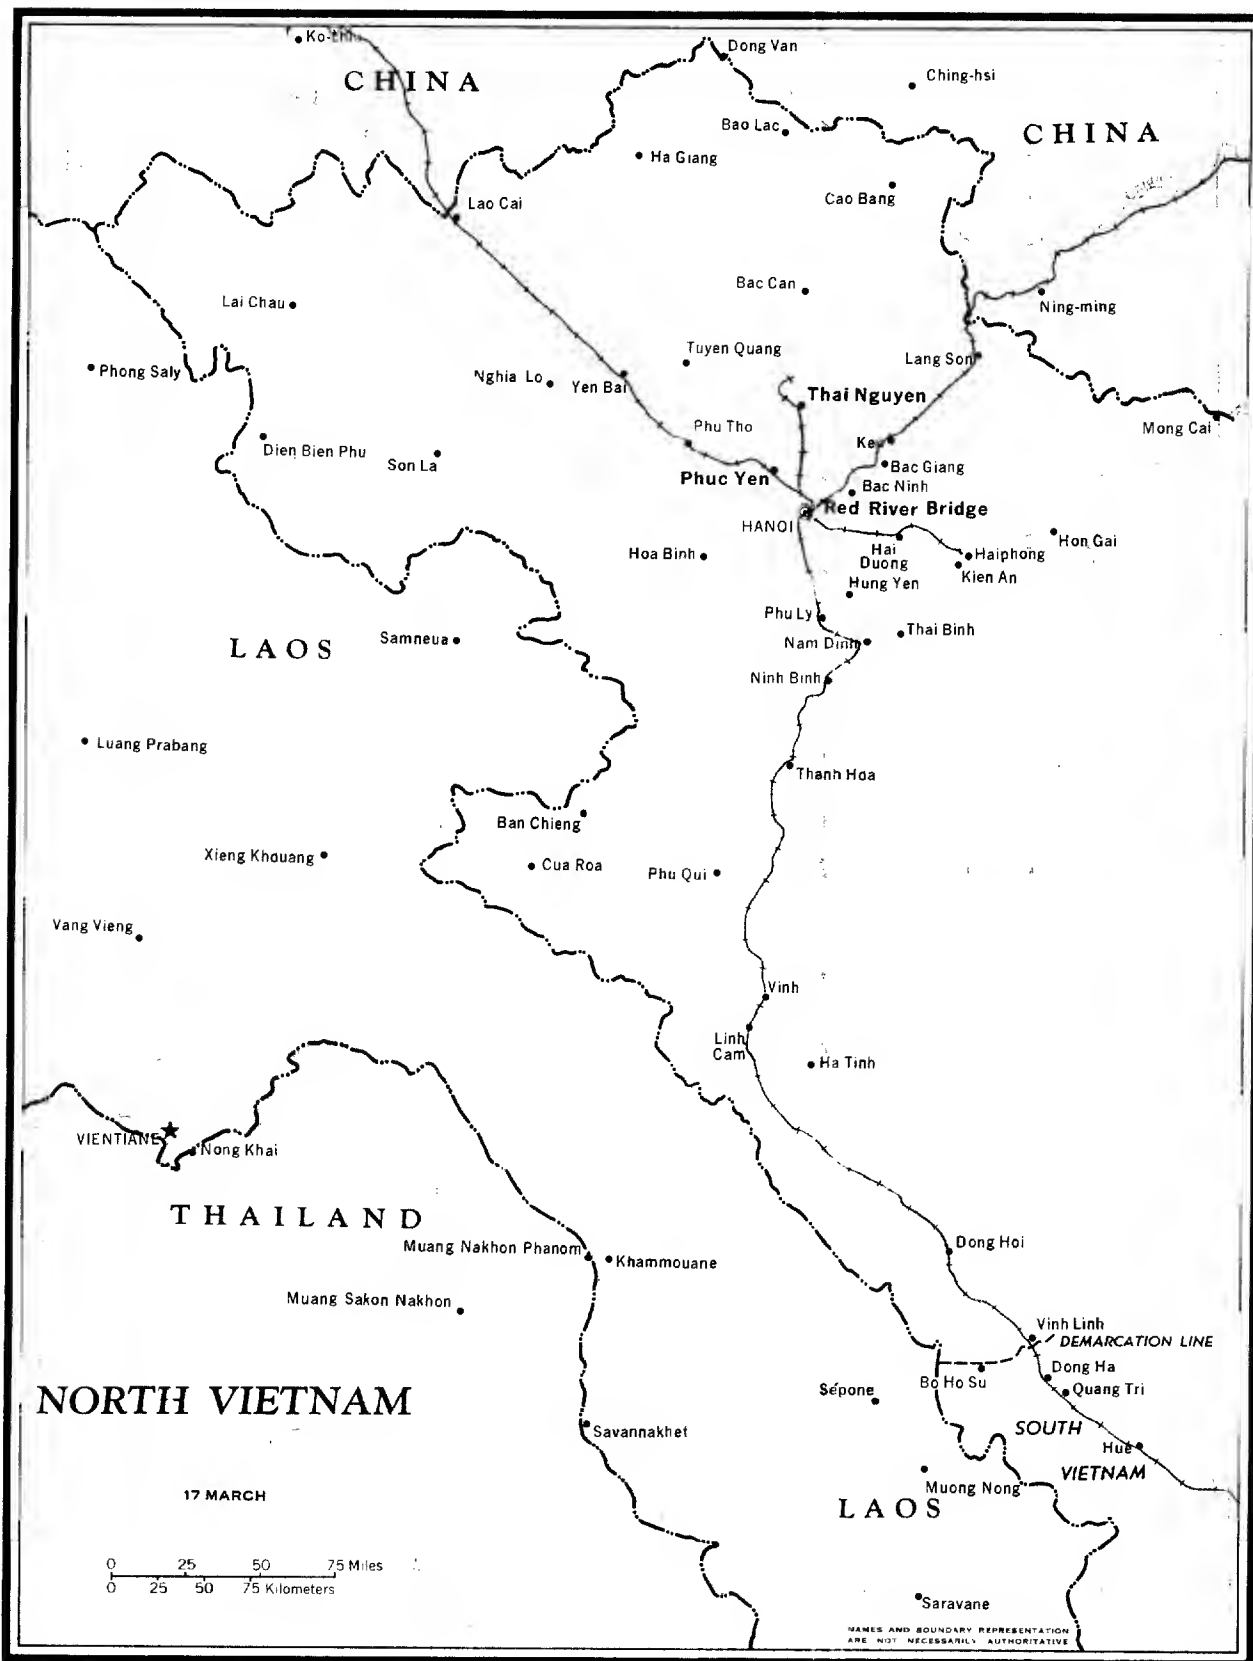 Ko-chiu
Dong Van
CHINA
Ching-hsi
Bao Lac
CHINA
Ha Giang
Cao Bang
Lao Cai
Bac Can
Lai Chau
Ning-ming
Tuyen Quang
Lang Son
Phong Saly
Nghia Lo
Yen Bai
Thai Nguyen
Mong Cai
Phu Tho
Kep
Dien Bien Phu
Son La
Bac Giang
Phuc Yen
Bac Ninh
Red River Bridge
HANOI
Hoa Binh
Hai
Duong
Haiphong
Hon Gai
Kien An
Hung Yen
Phu Ly
Thai Binh
Nam Dinh
LAOS
Samneua
Ninh Binh
Luang Prabang
Thanh Hoa
Ban Chieng
Xieng Khouang
Cua Roa
Phu Qui
Vang Vieng
Vinh
Linh
Cam
Ha Tinh
VIENTIANE
Nong Khai
THAILAND
Muang Nakhon Phanom
Khammouane
Dong Hoi
Muang Sakon Nakhon
Vinh Linh
DEMARCATION LINE
Dong Ha
Bo Ho Su
Quang Tri
Sépone
NORTH VIETNAM
Savannakhet
SOUTH
VIETNAM
Hue
17 MARCH
Muong Nong
LAOS
0 25 50 75 Miles
0 25 50 75 Kilometers
Saravane
NAMES AND BOUNDARY REPRESENTATION
ARE NOT NECESSARILY AUTHORITATIVE